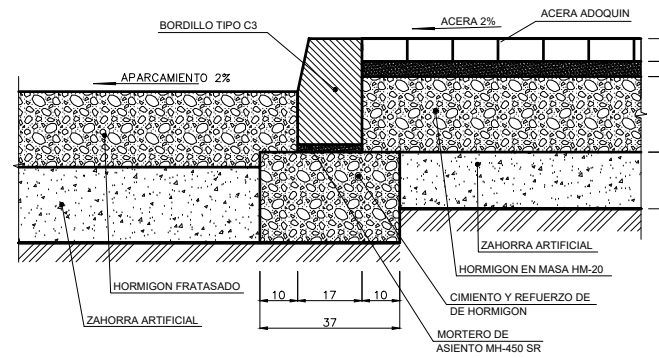 BORDILLO TIPO C3
ACERA 2%
ACERA ADOQUIN
APARCAMIENTO 2%
ZAHORRA ARTIFICIAL
HORMIGON EN MASA HM-20
HORMIGON FRATASADO
10 17 10
CIMIENTO Y REFUERZO DE
DE HORMIGON
37
ZAHORRA ARTIFICIAL
MORTERO DE
ASIENTO MH-450 SR